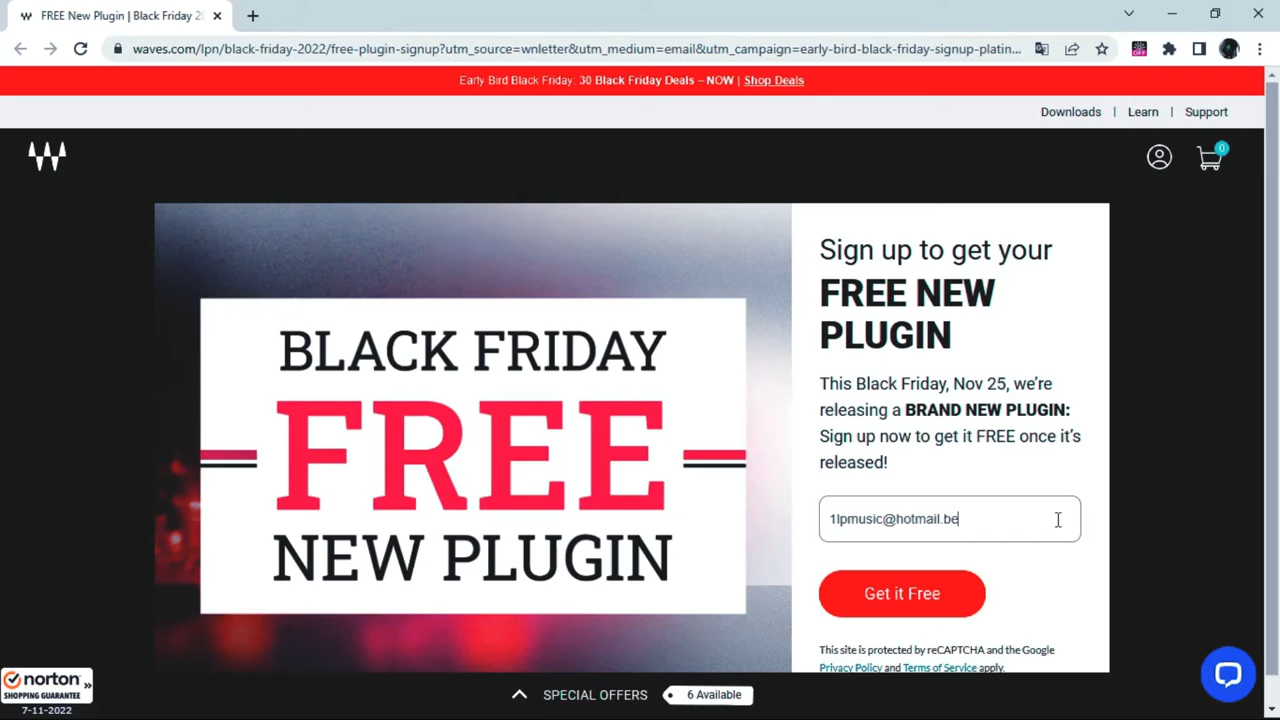 FREE New Plugin | Black Friday 20
waves.com/lpn/black-friday-2022/free-plugin-signup?utm_source=wnletter&utm_medium=email&utm_campaign=early-bird-black-friday-signup-platin...
OFF
Early Bird Black Friday: 30 Black Friday Deals – NOW | Shop Deals
Downloads | Learn | Support
0
Sign up to get your
FREE NEW
PLUGIN
This Black Friday, Nov 25, we’re
releasing a BRAND NEW PLUGIN:
Sign up now to get it FREE once it’s
released!
1lpmusic@hotmail.be
Get it Free
This site is protected by reCAPTCHA and the Google
Privacy Policy and Terms of Service apply.
BLACK FRIDAY
FREE
NEW PLUGIN
norton
SHOPPING GUARANTEE
7-11-2022
SPECIAL OFFERS
6 Available